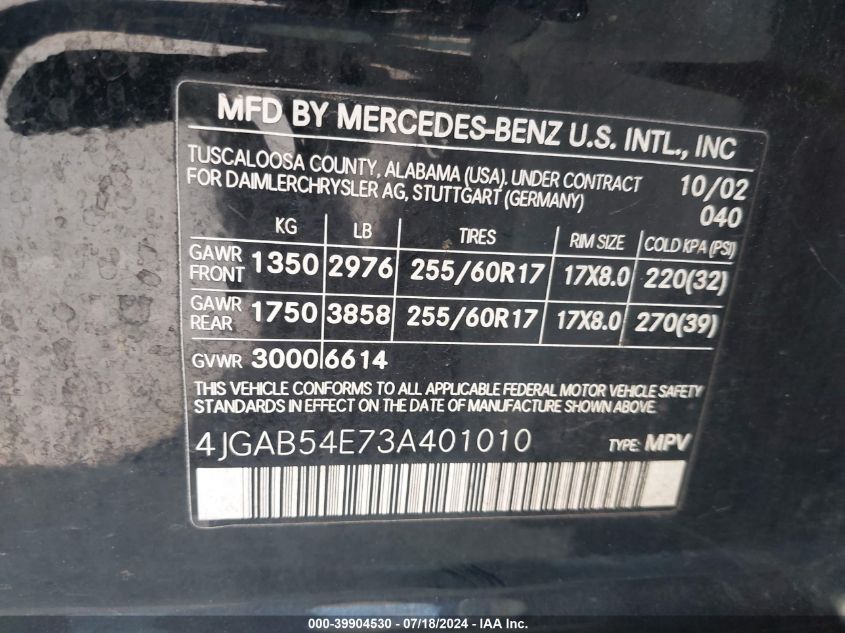 MFD BY MERCEDES-BENZ U.S. INTL., INC
TUSCALOOSA COUNTY, ALABAMA (USA). UNDER CONTRACT 10/02
FOR DAIMLERCHRYSLER AG, STUTTGART (GERMANY) 040
KG LB TIRES RIM SIZE COLD KPA (PSI)
GAWR FRONT 1350 2976 255/60R17 17X8.0 220(32)
GAWR REAR 1750 3858 255/60R17 17X8.0 270(39)
GVWR 3000 6614
THIS VEHICLE CONFORMS TO ALL APPLICABLE FEDERAL MOTOR VEHICLE SAFETY
STANDARDS IN EFFECT ON THE DATE OF MANUFACTURE SHOWN ABOVE.
4JGAB54E73A401010 TYPE: MPV
000-39904530 - 07/18/2024 - IAA Inc.